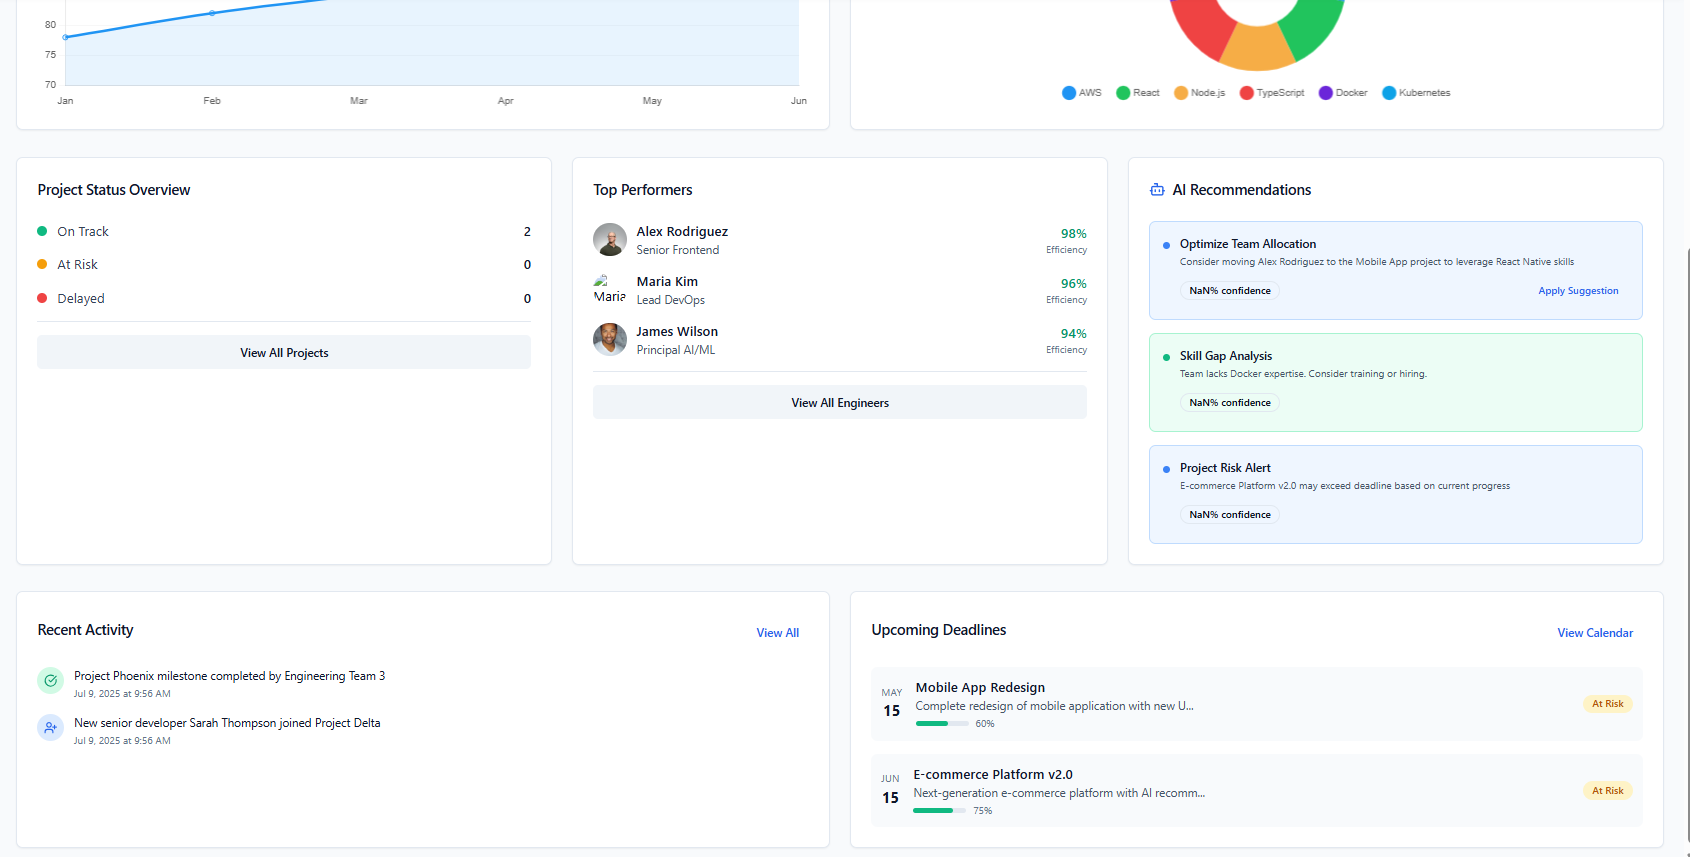 80
75
70
Jan Feb Mar Apr May Jun
AWS React Node.js TypeScript Docker Kubernetes
Project Status Overview
On Track 2
At Risk 0
Delayed 0
View All Projects
Top Performers
Alex Rodriguez
Senior Frontend
98%
Efficiency
Maria
Maria Kim
Lead DevOps
96%
Efficiency
James Wilson
Principal AI/ML
94%
Efficiency
View All Engineers
AI Recommendations
Optimize Team Allocation
Consider moving Alex Rodriguez to the Mobile App project to leverage React Native skills
NaN% confidence
Apply Suggestion
Skill Gap Analysis
Team lacks Docker expertise. Consider training or hiring.
NaN% confidence
Project Risk Alert
E-commerce Platform v2.0 may exceed deadline based on current progress
NaN% confidence
Recent Activity
View All
Project Phoenix milestone completed by Engineering Team 3
Jul 9, 2025 at 9:56 AM
New senior developer Sarah Thompson joined Project Delta
Jul 9, 2025 at 9:56 AM
Upcoming Deadlines
View Calendar
MAY
15
Mobile App Redesign
Complete redesign of mobile application with new U...
60%
At Risk
JUN
15
E-commerce Platform v2.0
Next-generation e-commerce platform with AI recomm...
75%
At Risk